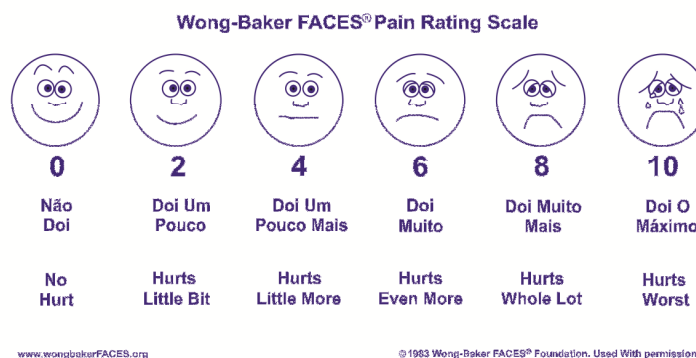 Wong-Baker FACES® Pain Rating Scale
0 2 4 6 8 10
Não Doi Um Doi Um Doi Doi Muito Doi O
Doi Pouco Pouco Mais Muito Mais Máximo
No Hurts Hurts Hurts Hurts Hurts
Hurt Little Bit Little More Even More Whole Lot Worst
www.wongbakerFACES.org ©1983 Wong-Baker FACES® Foundation. Used With permission